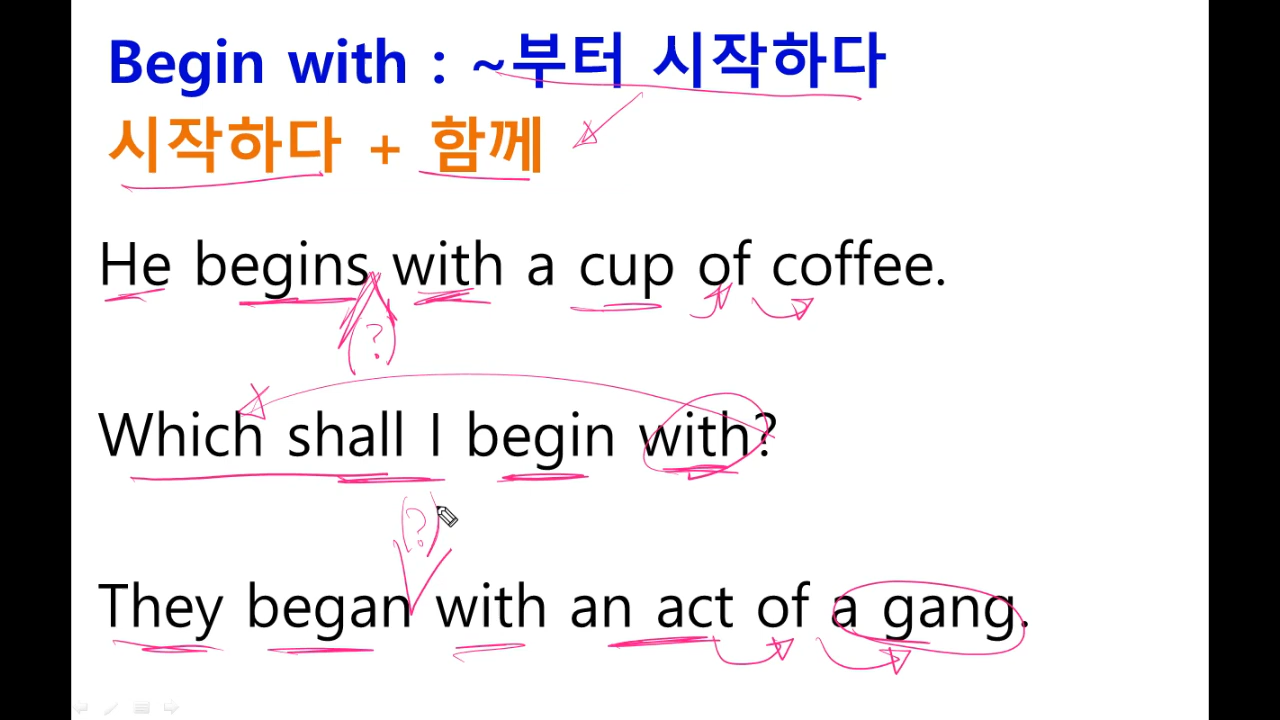 Begin with : ~부터 시작하다
시작하다 + 함께
He begins with a cup of coffee.
?
Which shall I begin with?
?
They began with an act of a gang.